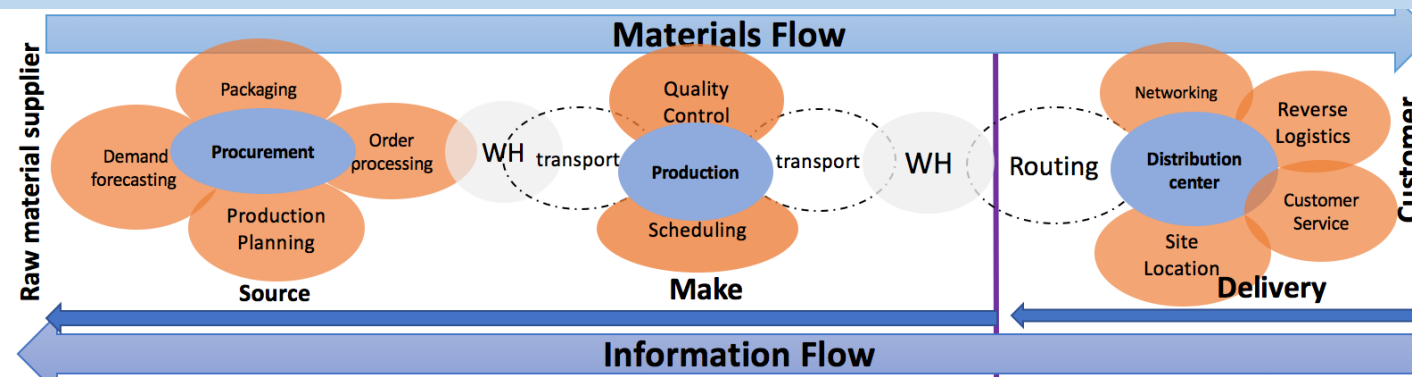 Materials Flow
Raw material supplier
Packaging
Demand
forecasting
Procurement
Order
processing
Production
Planning
Source
WH
transport
Quality
Control
Production
Scheduling
Make
transport
WH
Routing
Networking
Reverse
Logistics
Distribution
center
Customer
Service
Site
Location
Delivery
Customer
Information Flow